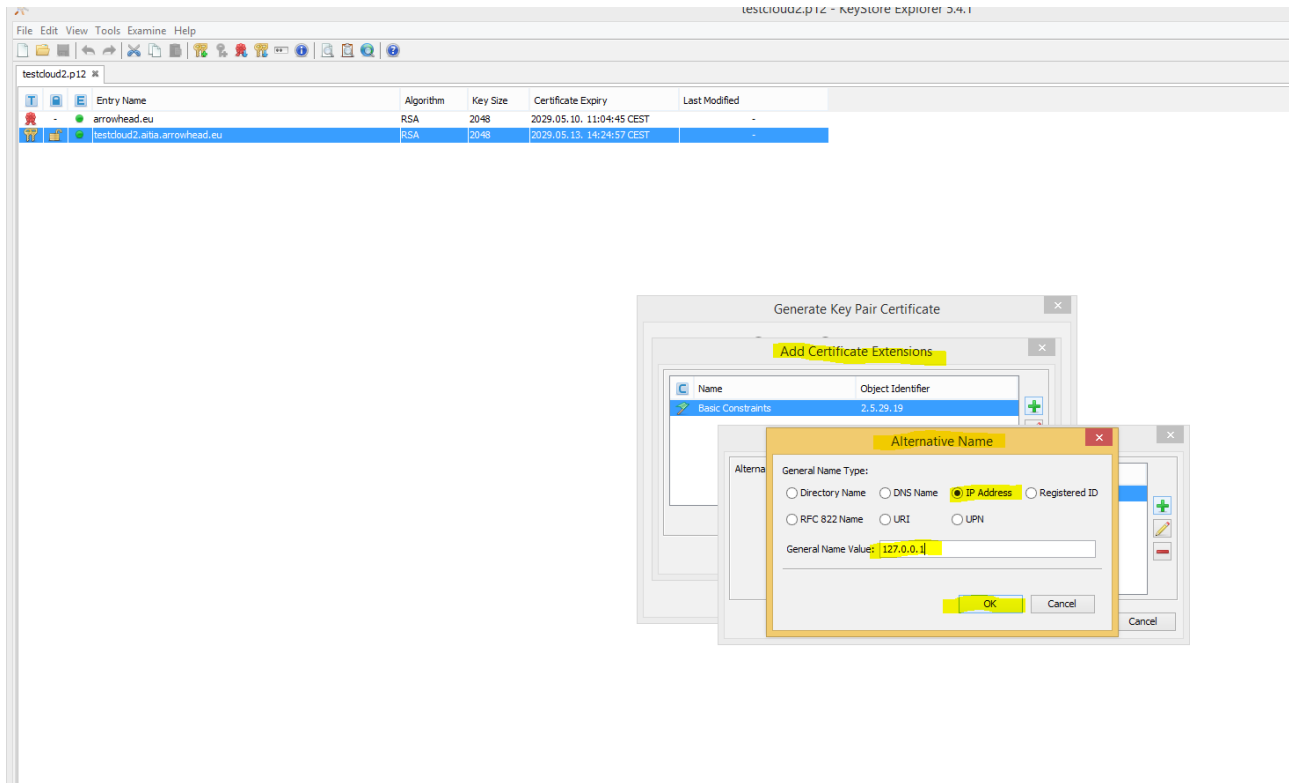 testcloud2.p12 - KeyStore Explorer 5.4.1
File Edit View Tools Examine Help
testcloud2.p12
T E Entry Name Algorithm Key Size Certificate Expiry Last Modified
- arrowhead.eu RSA 2048 2029.05.10. 11:04:45 CEST -
testcloud2.aitia.arrowhead.eu RSA 2048 2029.05.13. 14:24:57 CEST -
Generate Key Pair Certificate
Add Certificate Extensions
C Name Object Identifier
Basic Constraints 2.5.29.19
Alternative Name
Alterna
General Name Type:
Directory Name DNS Name IP Address Registered ID
RFC 822 Name URI UPN
General Name Value: 127.0.0.1
OK Cancel
Cancel